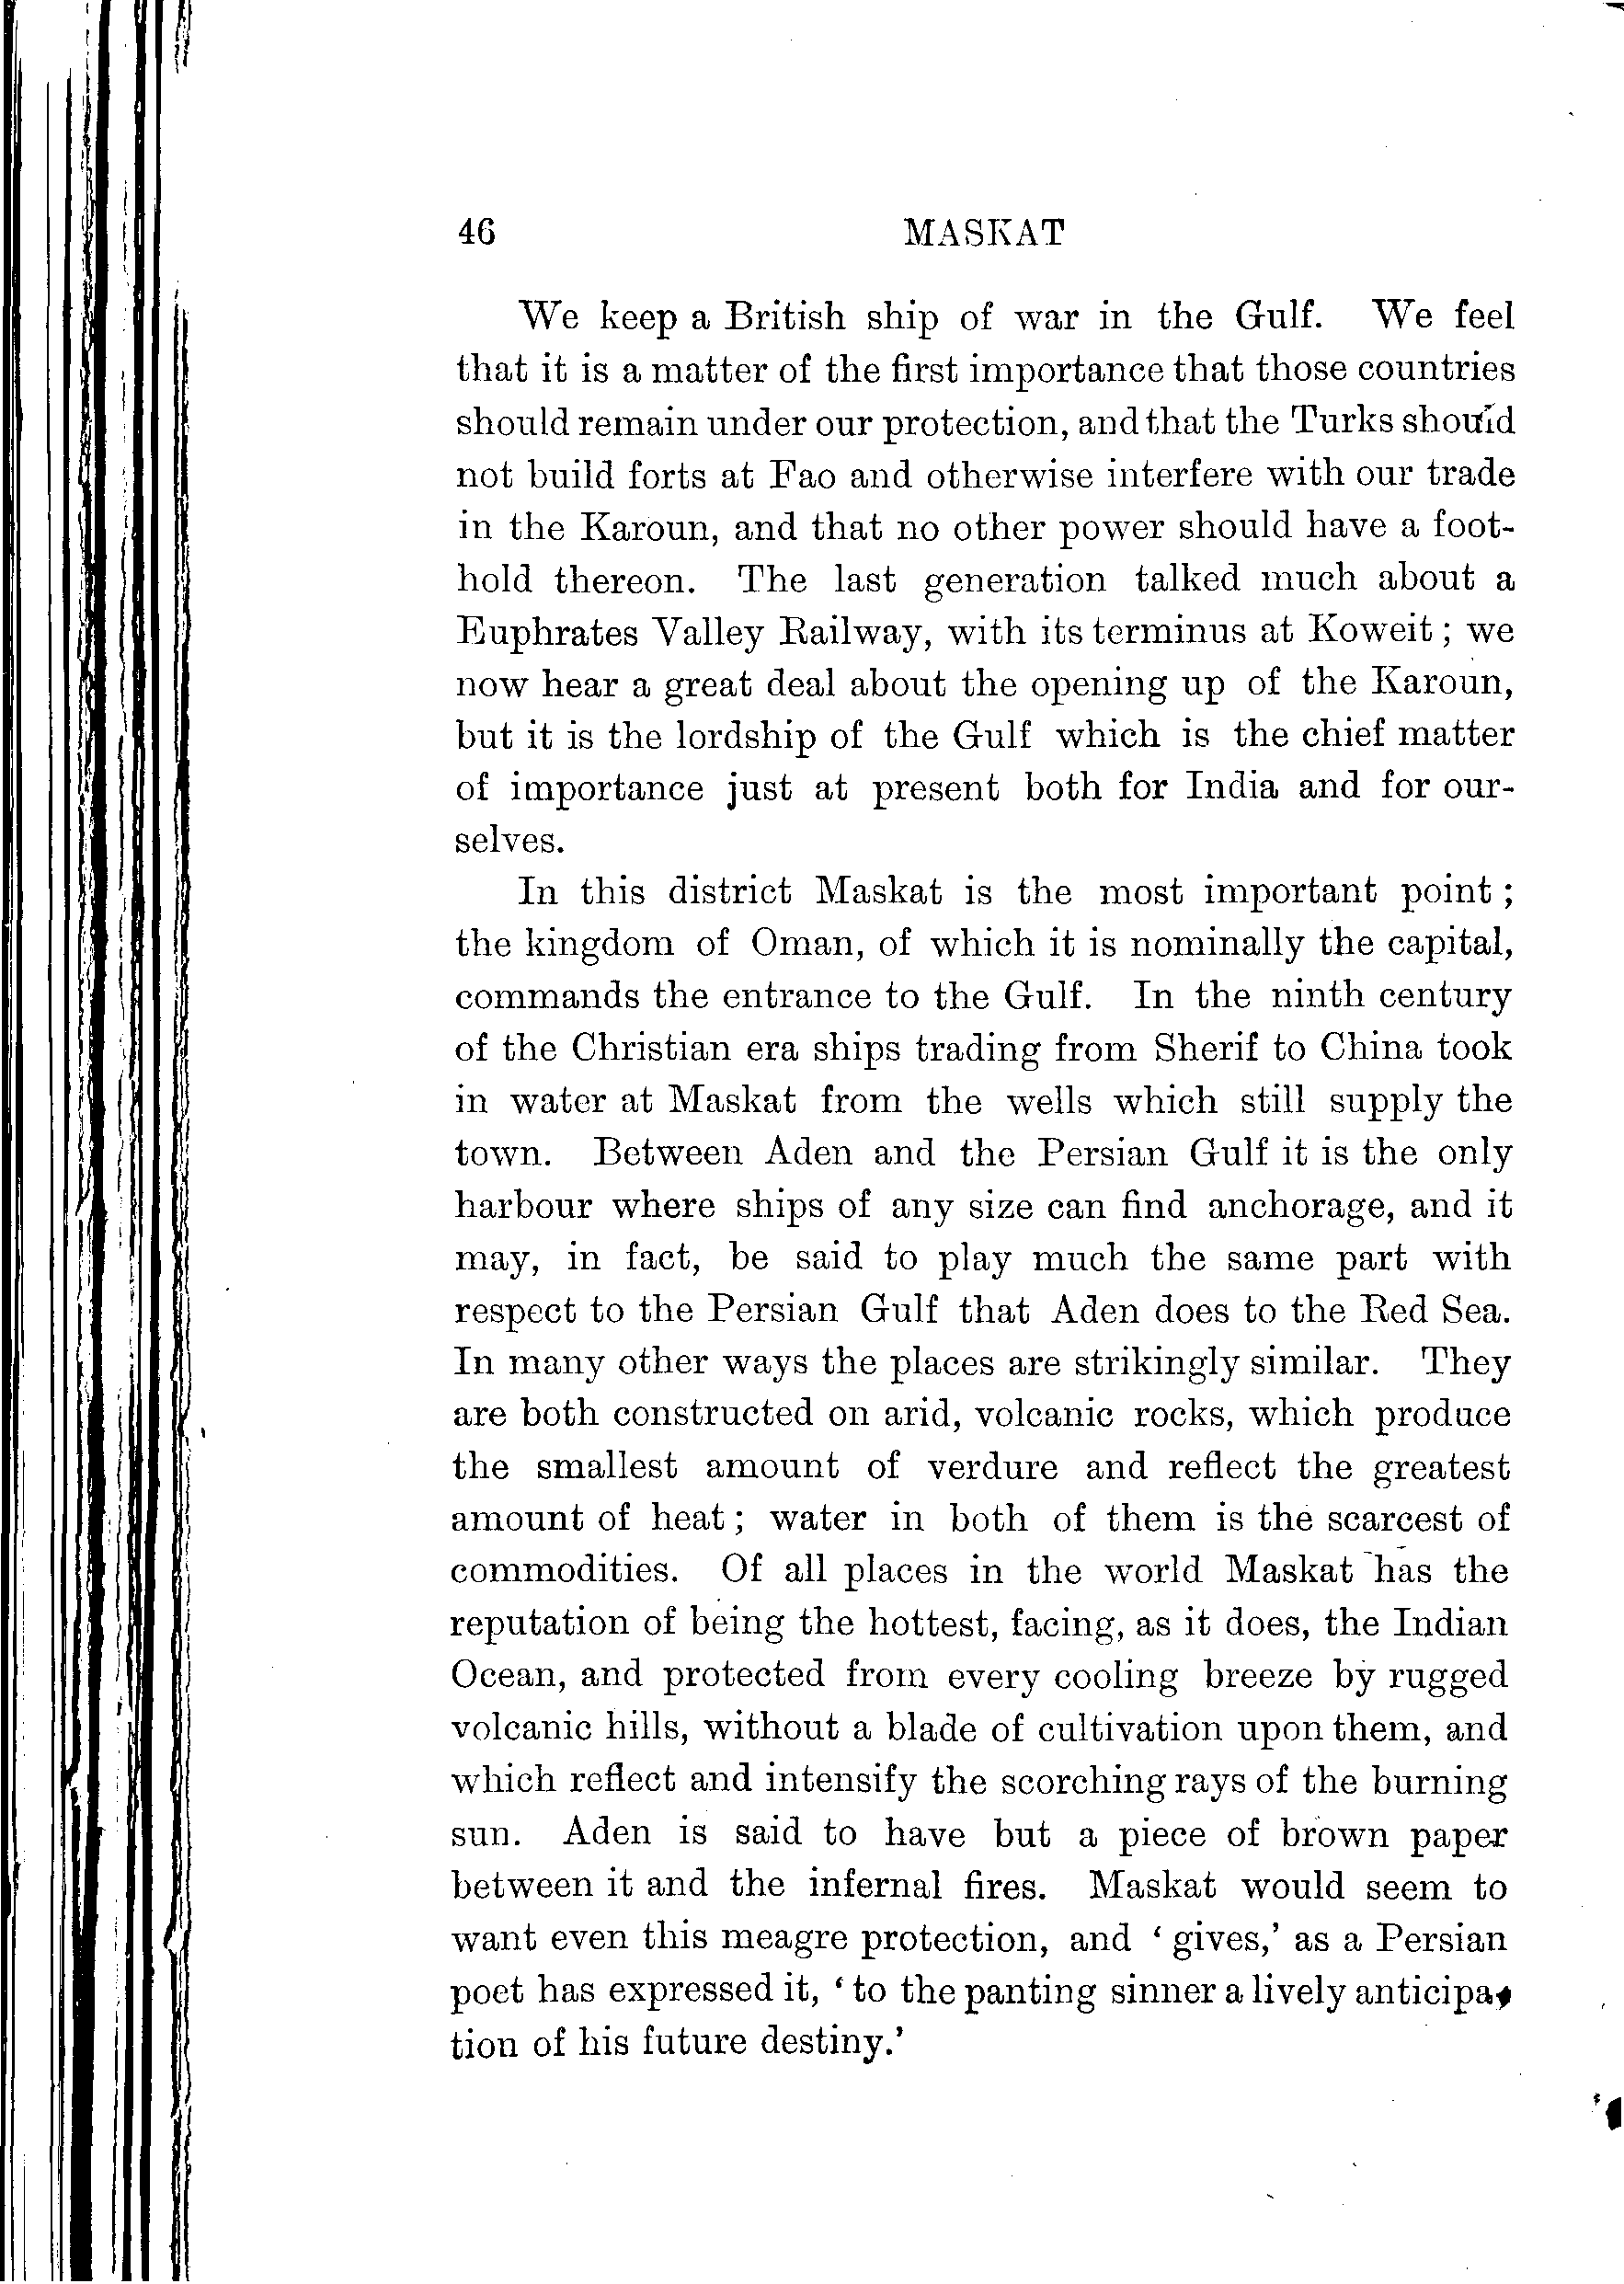 46 MASKAT
We keep a British ship of war in the Gulf. We feel
that it is a matter of the first importance that those countries
should remain under our protection, and that the Turks should
not build forts at Fao and otherwise interfere with our trade
in the Karoun, and that no other power should have a foot-
hold thereon. The last generation talked much about a
Euphrates Valley Railway, with its terminus at Koweit; we
now hear a great deal about the opening up of the Karoun,
but it is the lordship of the Gulf which is the chief matter
of importance just at present both for India and for our-
selves.
In this district Maskat is the most important point;
the kingdom of Oman, of which it is nominally the capital,
commands the entrance to the Gulf. In the ninth century
of the Christian era ships trading from Sherif to China took
in water at Maskat from the wells which still supply the
town. Between Aden and the Persian Gulf it is the only
harbour where ships of any size can find anchorage, and it
may, in fact, be said to play much the same part with
respect to the Persian Gulf that Aden does to the Red Sea.
In many other ways the places are strikingly similar. They
are both constructed on arid, volcanic rocks, which produce
the smallest amount of verdure and reflect the greatest
amount of heat; water in both of them is the scarcest of
commodities. Of all places in the world Maskat has the
reputation of being the hottest, facing, as it does, the Indian
Ocean, and protected from every cooling breeze by rugged
volcanic hills, without a blade of cultivation upon them, and
which reflect and intensify the scorching rays of the burning
sun. Aden is said to have but a piece of brown paper
between it and the infernal fires. Maskat would seem to
want even this meagre protection, and 'gives,' as a Persian
poet has expressed it, 'to the panting sinner a lively anticipa-
tion of his future destiny.'